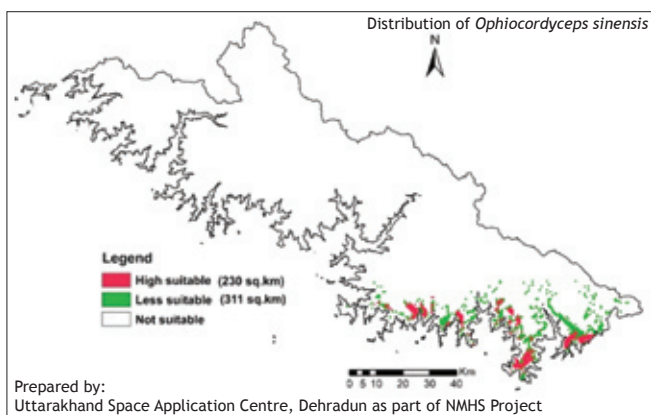 Distribution of Ophiocordyceps sinensis
N
Legend
High suitable (230 sq.km)
Less suitable (311 sq.km)
Not suitable
Km
0 5 10 20 30 40
Prepared by:
Uttarakhand Space Application Centre, Dehradun as part of NMHS Project